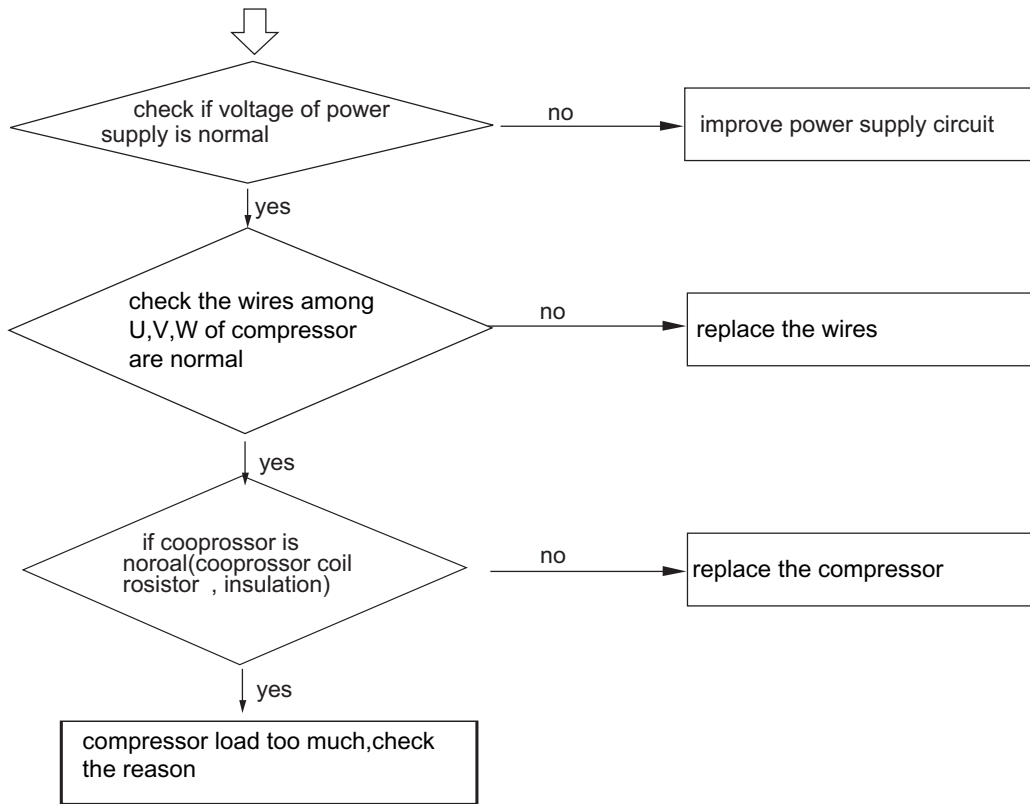 check if voltage of power
supply is normal
no
improve power supply circuit
yes
check the wires among
U,V,W of compressor
are normal
no
replace the wires
yes
if cooprossor is
noroal(cooprossor coil
rosistor , insulation)
no
replace the compressor
yes
compressor load too much,check
the reason